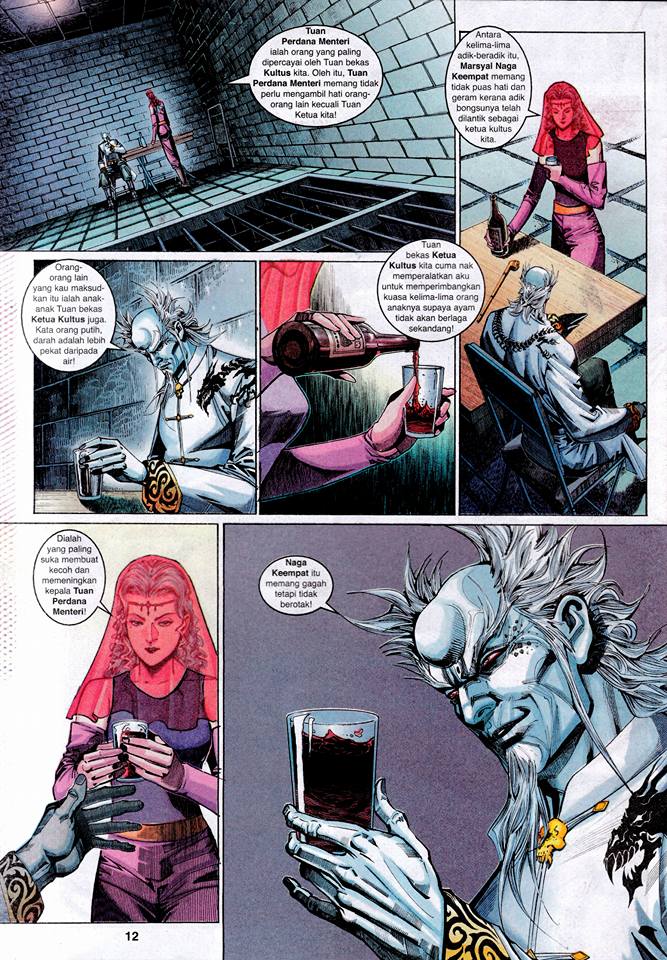 Tuan
Perdana Menteri
ialah orang yang paling
dipercayai oleh Tuan bekas
Kultus kita. Oleh itu, Tuan
Perdana Menteri memang tidak
perlu mengambil hati orang-
orang lain kecuali Tuan
Ketua kita!
Antara
kelima-lima
adik-beradik itu,
Marsyal Naga
Keempat memang
tidak puas hati dan
geram kerana adik
bongsunya telah
dilantik sebagai
ketua kultus
kita.
Orang-
orang lain
yang kau maksud-
kan itu ialah anak-
anak Tuan bekas
Ketua Kultus juga.
Kata orang putih,
darah adalah lebih
pekat daripada
air!
Tuan
bekas Ketua
Kultus kita cuma nak
memperalatkan aku
untuk memperimbangkan
kuasa kelima-lima orang
anaknya supaya ayam
tidak akan berlaga
sekandang!
Dialah
yang paling
suka membuat
kecoh dan
memeningkan
kepala Tuan
Perdana
Menteri!
Naga
Keempat itu
memang gagah
tetapi tidak
berotak!
12